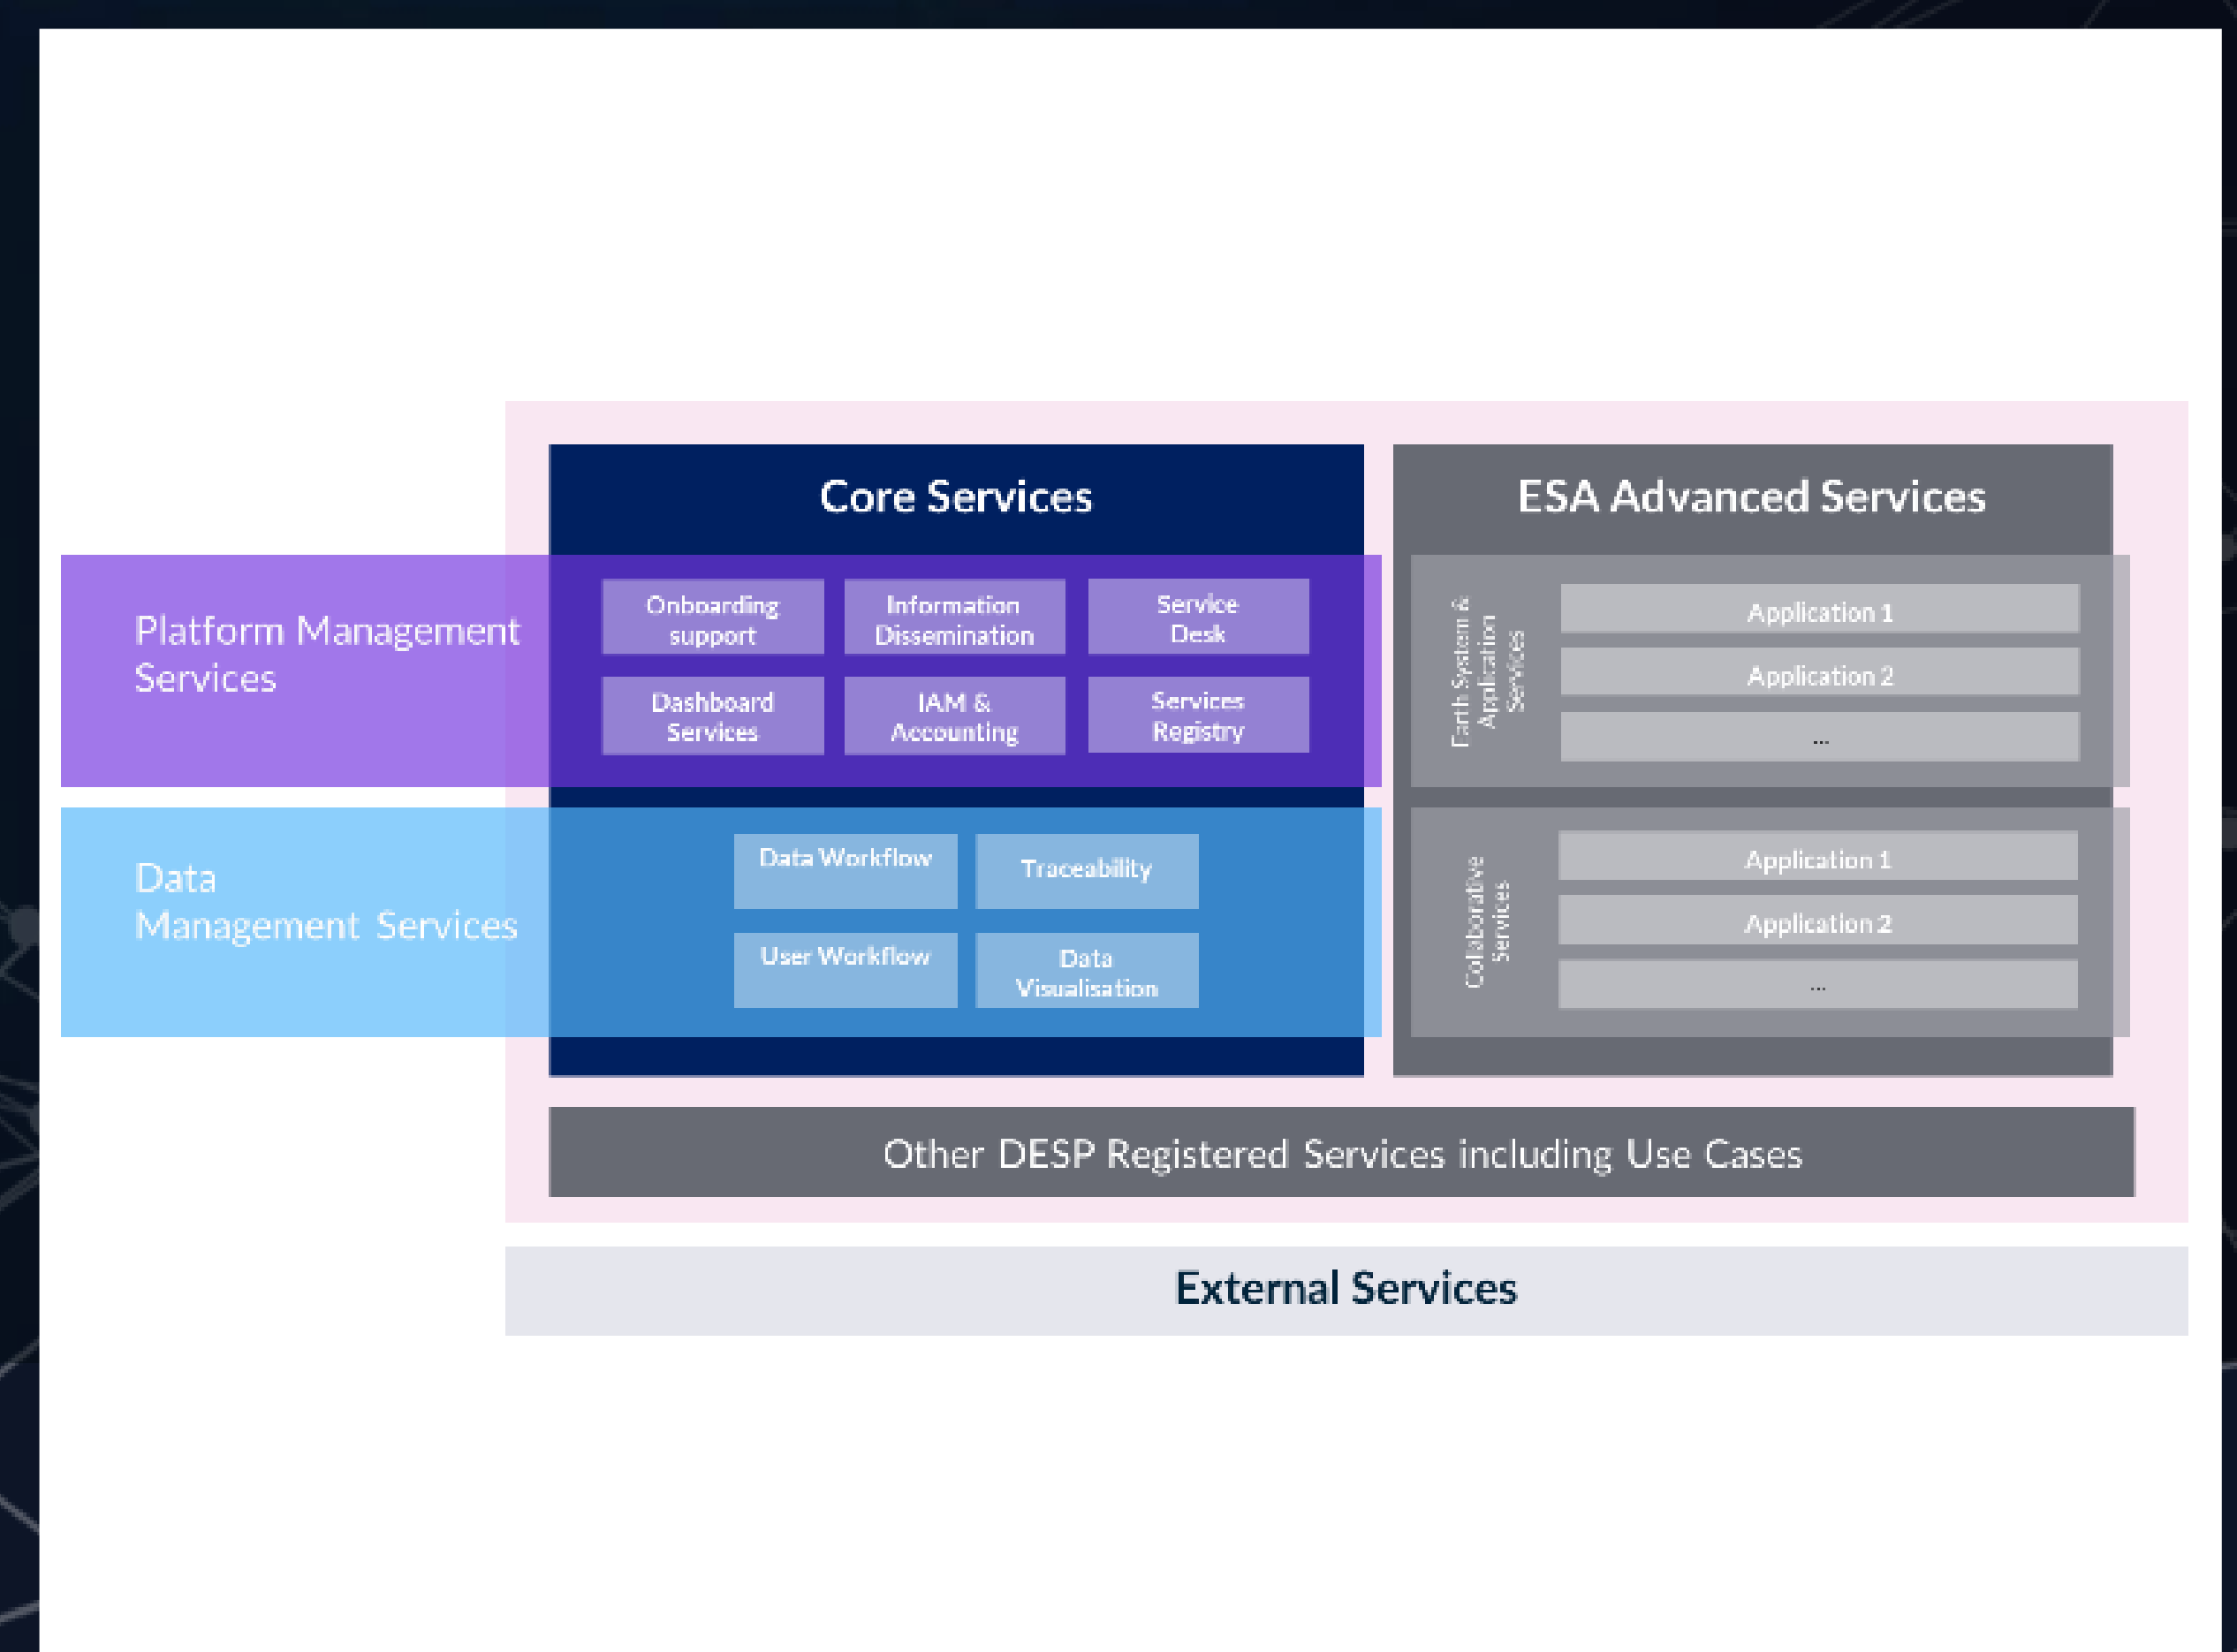 Core Services
ESA Advanced Services
Platform Management
Services
Onboarding
support
Information
Dissemination
Service
Desk
Dashboard
Services
IAM &
Accounting
Services
Registry
Earth System &
Application
Services
Application 1
Application 2
...
Data
Management Services
Data Workflow
Traceability
User Workflow
Data
Visualisation
Collaborative
Services
Application 1
Application 2
...
Other DESP Registered Services including Use Cases
External Services